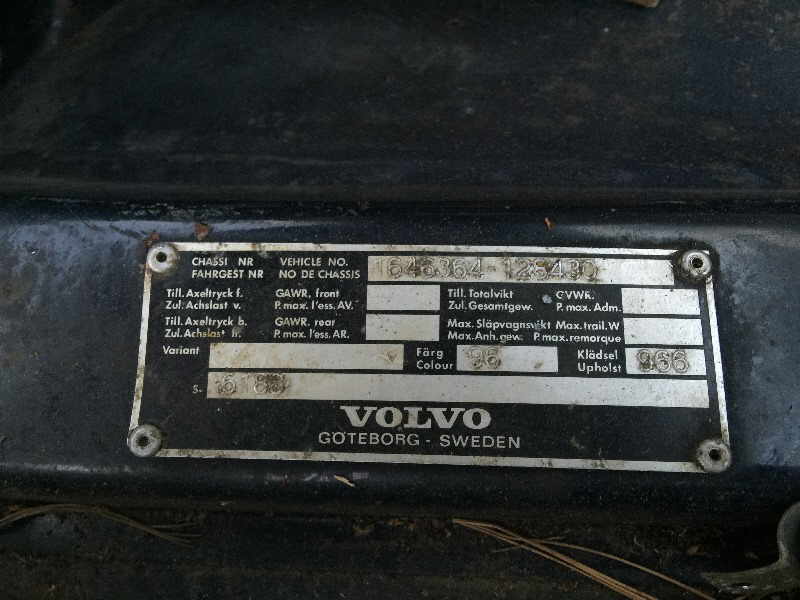 CHASSI NR VEHICLE NO. 1646364 125430
FAHRGEST NR NO DE CHASSIS
Till. Axeltryck f. GAWR, front Till. Totalvikt GVWR.
Zul. Achslast v. P. max. l'ess. AV. Zul. Gesamtgew. P. max. Adm.
Till. Axeltryck b. GAWR, rear Max. Släpvagnsvikt Max. trail. W
Zul. Achslast h. P. max. l'ess. AR. Max. Anh. gew. P. max. remorque
Variant Färg 96 Klädsel
Colour Upholst
S-
VOLVO
GÖTEBORG - SWEDEN